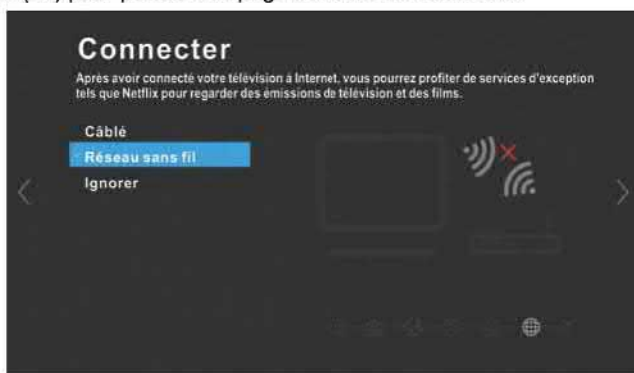 Connecter
Après avoir connecté votre télévision à Internet, vous pourrez profiter de services d'exception
tels que Netflix pour regarder des émissions de télévision et des films.
Câblé
Réseau sans fil
Ignorer